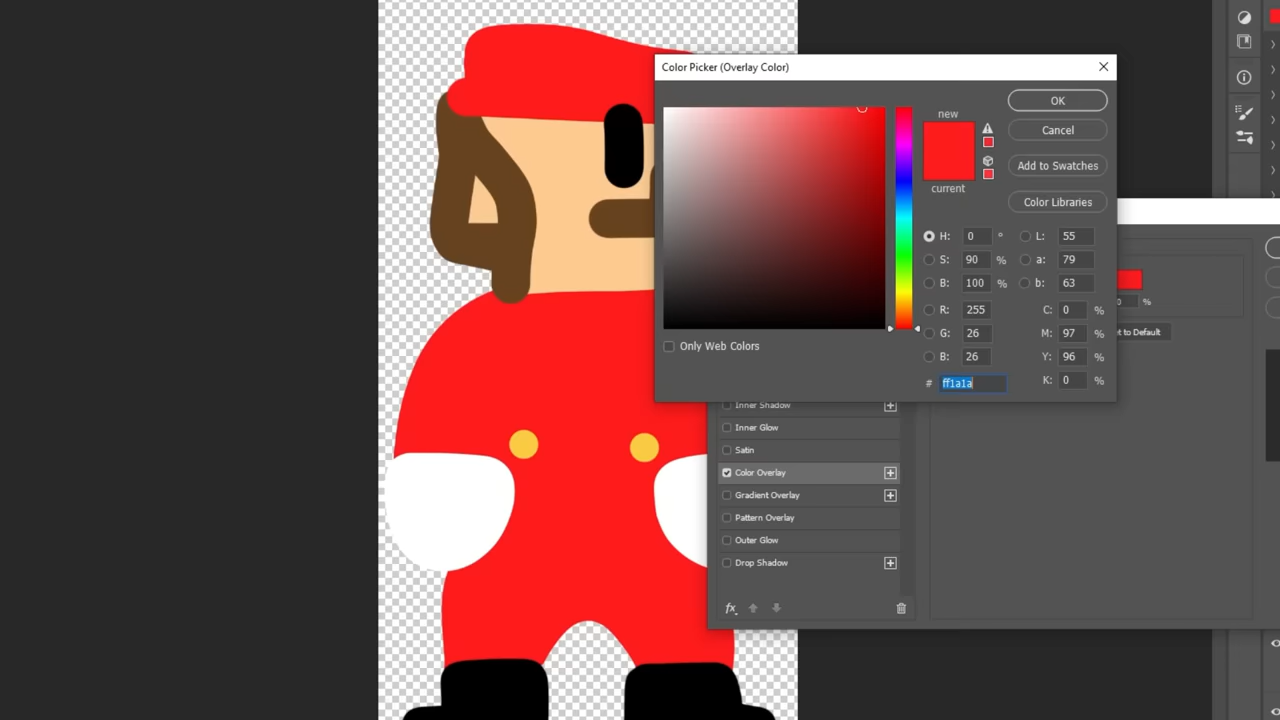 Color Picker (Overlay Color)
new
current
OK
Cancel
Add to Swatches
Color Libraries
H: 0 °
S: 90 %
B: 100 %
R: 255
G: 26
B: 26
# ff1a1a
L: 55
a: 79
b: 63
C: 0 %
M: 97 %
Y: 96 %
K: 0 %
Only Web Colors
0 %
t to Default
Inner Shadow
Inner Glow
Satin
Color Overlay
Gradient Overlay
Pattern Overlay
Outer Glow
Drop Shadow
fx